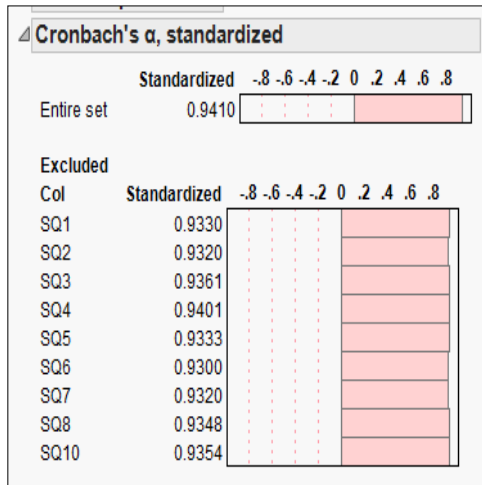 Cronbach's α, standardized
Standardized -.8 -.6 -.4 -.2 0 .2 .4 .6 .8
Entire set 0.9410
Excluded
Col Standardized -.8 -.6 -.4 -.2 0 .2 .4 .6 .8
SQ1 0.9330
SQ2 0.9320
SQ3 0.9361
SQ4 0.9401
SQ5 0.9333
SQ6 0.9300
SQ7 0.9320
SQ8 0.9348
SQ10 0.9354